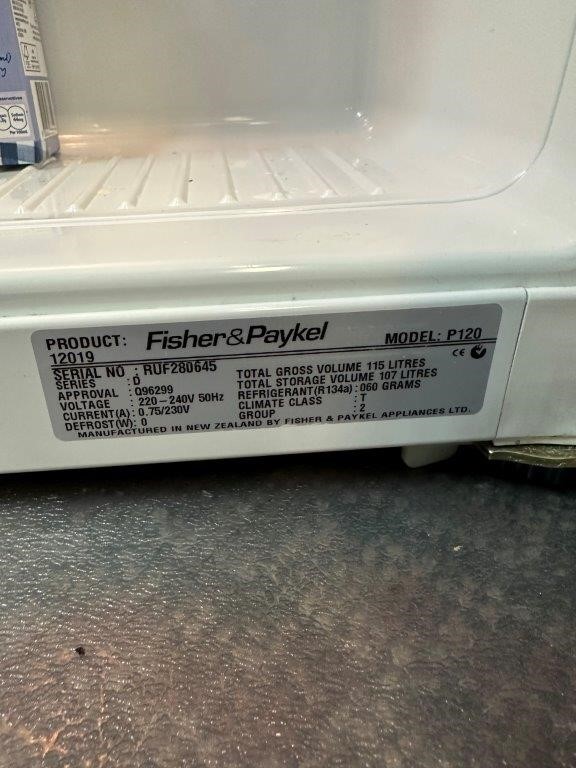 PRODUCT: Fisher&Paykel MODEL: P120
12019
SERIAL NO : RUF280645
SERIES : D
APPROVAL : Q96299
VOLTAGE : 220-240V 50Hz
CURRENT(A): 0.75/230V
DEFROST(W): 0
TOTAL GROSS VOLUME 115 LITRES
TOTAL STORAGE VOLUME 107 LITRES
REFRIGERANT(R134a): 060 GRAMS
CLIMATE CLASS : T
GROUP : 2
CE
MANUFACTURED IN NEW ZEALAND BY FISHER & PAYKEL APPLIANCES LTD.